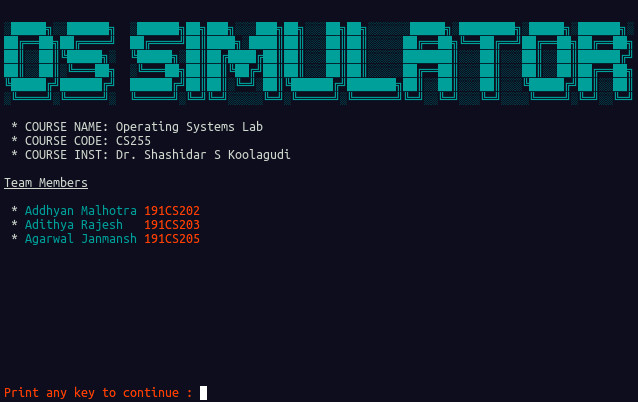 OS SIMULATOR
* COURSE NAME: Operating Systems Lab
* COURSE CODE: CS255
* COURSE INST: Dr. Shashidar S Koolagudi
Team Members
* Addhyan Malhotra 191CS202
* Adithya Rajesh 191CS203
* Agarwal Janmansh 191CS205
Print any key to continue :